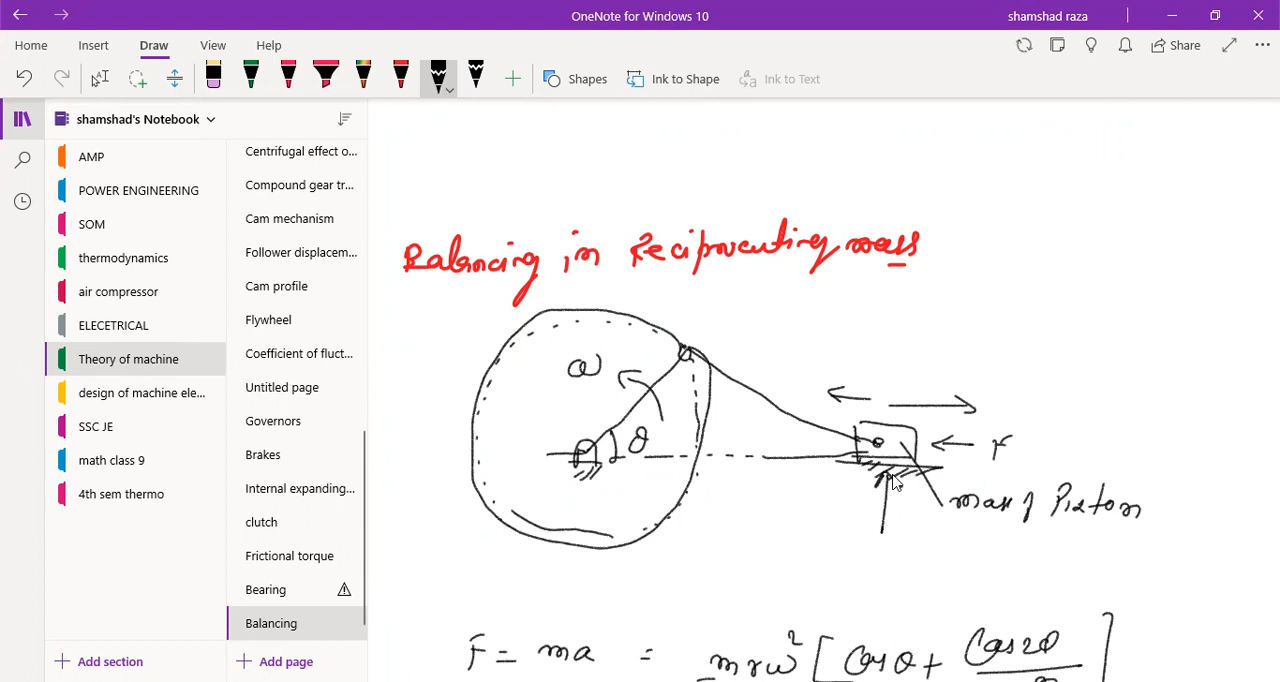 OneNote for Windows 10
shamshad raza
Home Insert Draw View Help
Share
Shapes
Ink to Shape
Ink to Text
shamshad's Notebook
AMP
POWER ENGINEERING
SOM
thermodynamics
air compressor
ELECETRICAL
Theory of machine
design of machine ele...
SSC JE
math class 9
4th sem thermo
Add section
Centrifugal effect o...
Compound gear tr...
Cam mechanism
Follower displacem...
Cam profile
Flywheel
Coefficient of fluct...
Untitled page
Governors
Brakes
Internal expanding...
clutch
Frictional torque
Bearing
Balancing
Add page
Balancing in Reciprocating mass
ω
θ
F
mass of Piston
F = ma = mrω² [Cosθ + Cos2θ